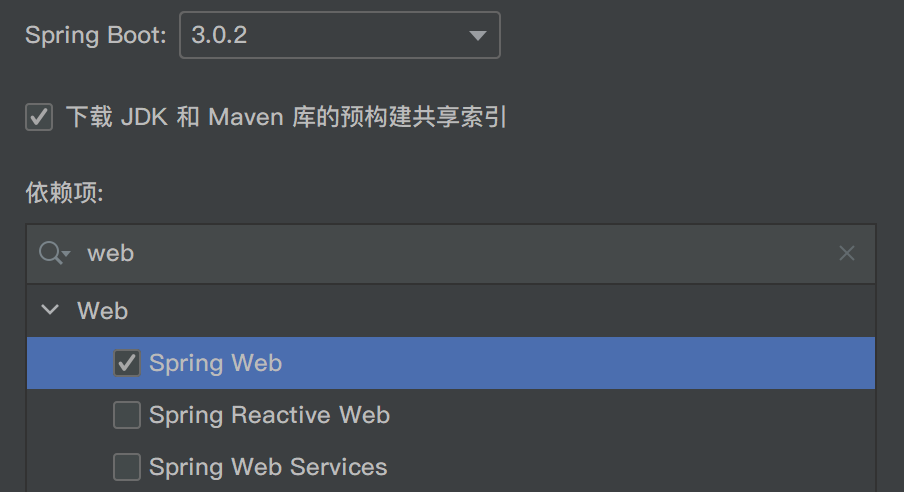 Spring Boot: 3.0.2
下载 JDK 和 Maven 库的预构建共享索引
依赖项:
web
Web
Spring Web
Spring Reactive Web
Spring Web Services